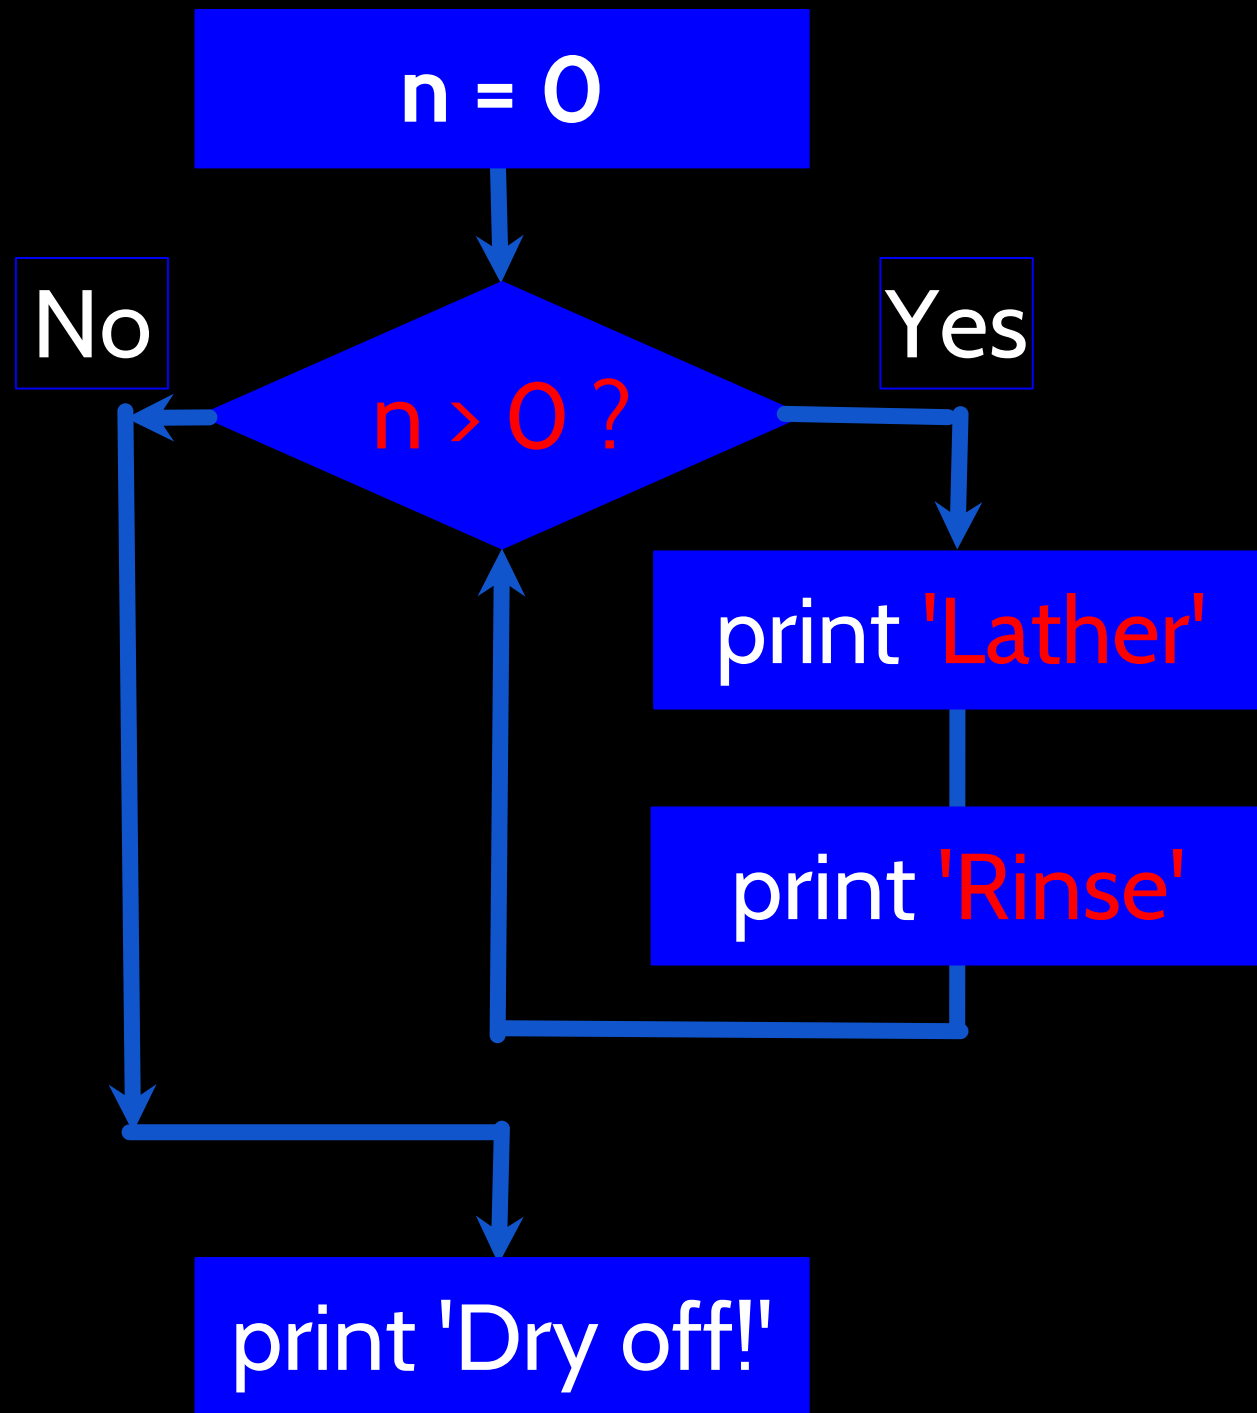 n = 0
No
Yes
n > 0 ?
print 'Lather'
print 'Rinse'
print 'Dry off!'